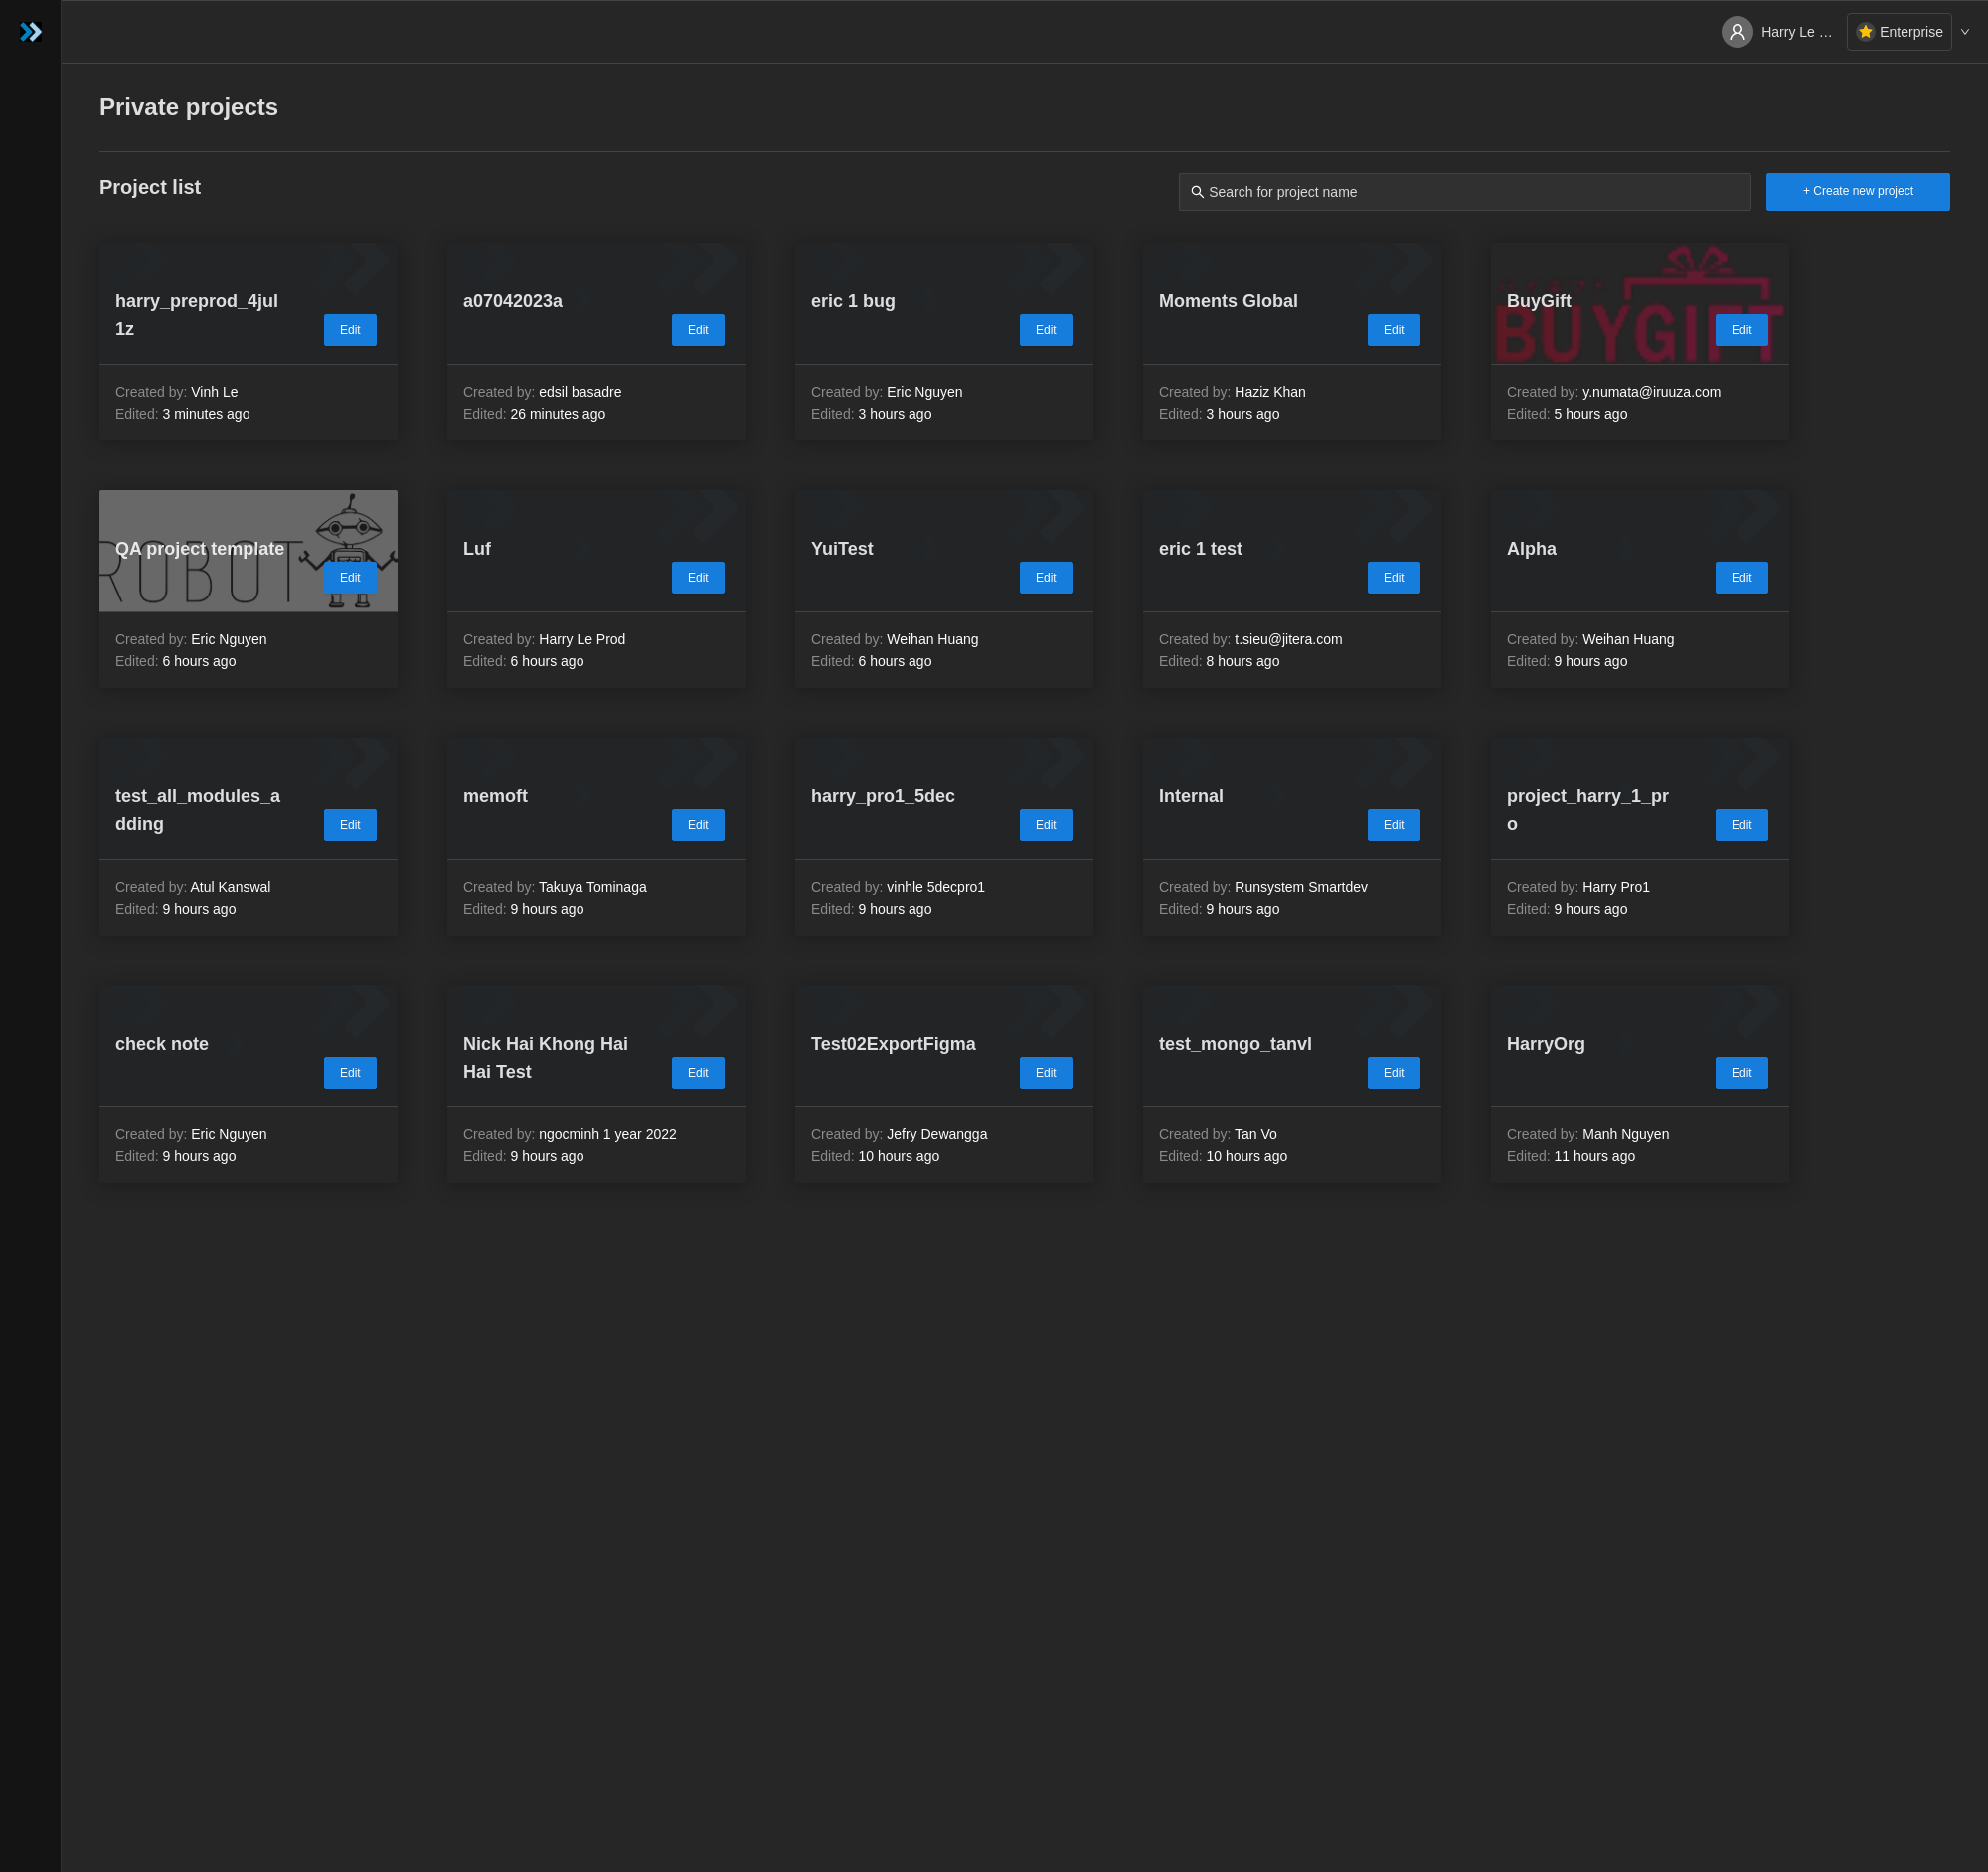 Harry Le …
Enterprise
Private projects
Project list
Search for project name
+ Create new project
harry_preprod_4jul
1z
Edit
Created by: Vinh Le
Edited: 3 minutes ago
a07042023a
Edit
Created by: edsil basadre
Edited: 26 minutes ago
eric 1 bug
Edit
Created by: Eric Nguyen
Edited: 3 hours ago
Moments Global
Edit
Created by: Haziz Khan
Edited: 3 hours ago
BuyGift
BUYGIFT
Edit
Created by: y.numata@iruuza.com
Edited: 5 hours ago
QA project template
ROBOT
Edit
Created by: Eric Nguyen
Edited: 6 hours ago
Luf
Edit
Created by: Harry Le Prod
Edited: 6 hours ago
YuiTest
Edit
Created by: Weihan Huang
Edited: 6 hours ago
eric 1 test
Edit
Created by: t.sieu@jitera.com
Edited: 8 hours ago
Alpha
Edit
Created by: Weihan Huang
Edited: 9 hours ago
test_all_modules_a
dding
Edit
Created by: Atul Kanswal
Edited: 9 hours ago
memoft
Edit
Created by: Takuya Tominaga
Edited: 9 hours ago
harry_pro1_5dec
Edit
Created by: vinhle 5decpro1
Edited: 9 hours ago
Internal
Edit
Created by: Runsystem Smartdev
Edited: 9 hours ago
project_harry_1_pr
o
Edit
Created by: Harry Pro1
Edited: 9 hours ago
check note
Edit
Created by: Eric Nguyen
Edited: 9 hours ago
Nick Hai Khong Hai
Hai Test
Edit
Created by: ngocminh 1 year 2022
Edited: 9 hours ago
Test02ExportFigma
Edit
Created by: Jefry Dewangga
Edited: 10 hours ago
test_mongo_tanvl
Edit
Created by: Tan Vo
Edited: 10 hours ago
HarryOrg
Edit
Created by: Manh Nguyen
Edited: 11 hours ago